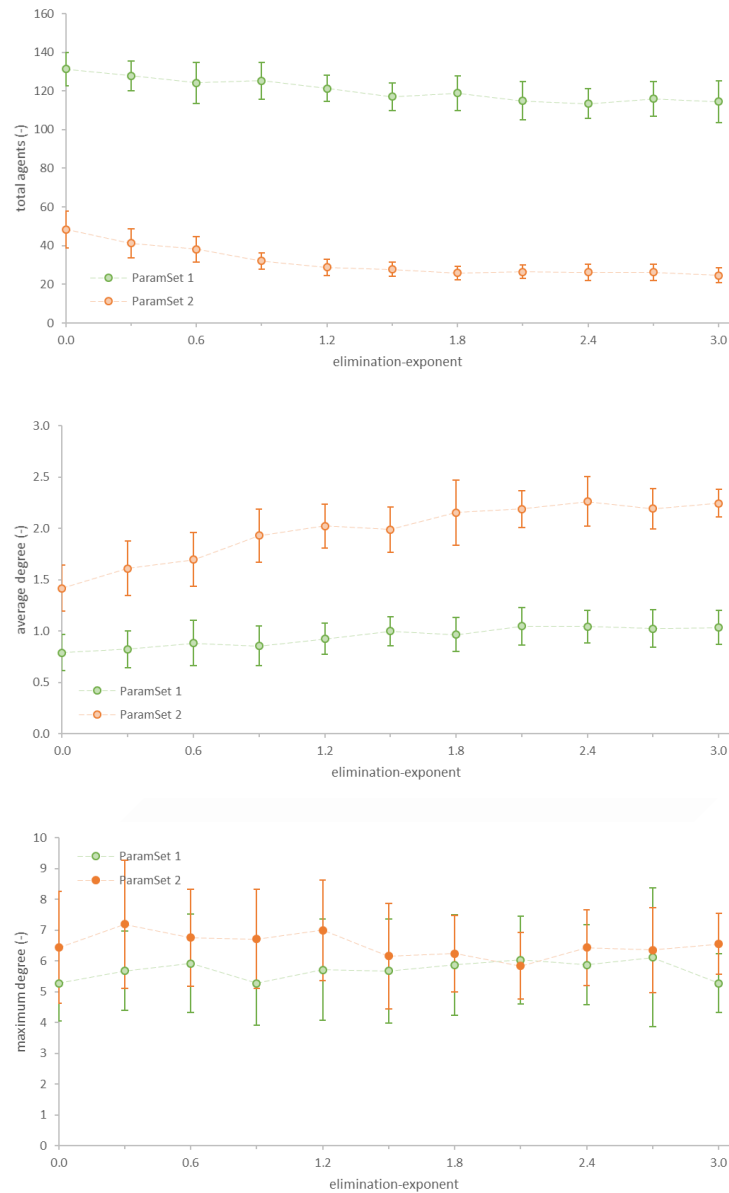 160
140
120
100
80
60
40
20
0
total agents (-)
ParamSet 1
ParamSet 2
0.0 0.6 1.2 1.8 2.4 3.0
elimination-exponent
3.0
2.5
2.0
1.5
1.0
0.5
0.0
average degree (-)
ParamSet 1
ParamSet 2
0.0 0.6 1.2 1.8 2.4 3.0
elimination-exponent
10
9
8
7
6
5
4
3
2
1
0
maximum degree (-)
ParamSet 1
ParamSet 2
0.0 0.6 1.2 1.8 2.4 3.0
elimination-exponent